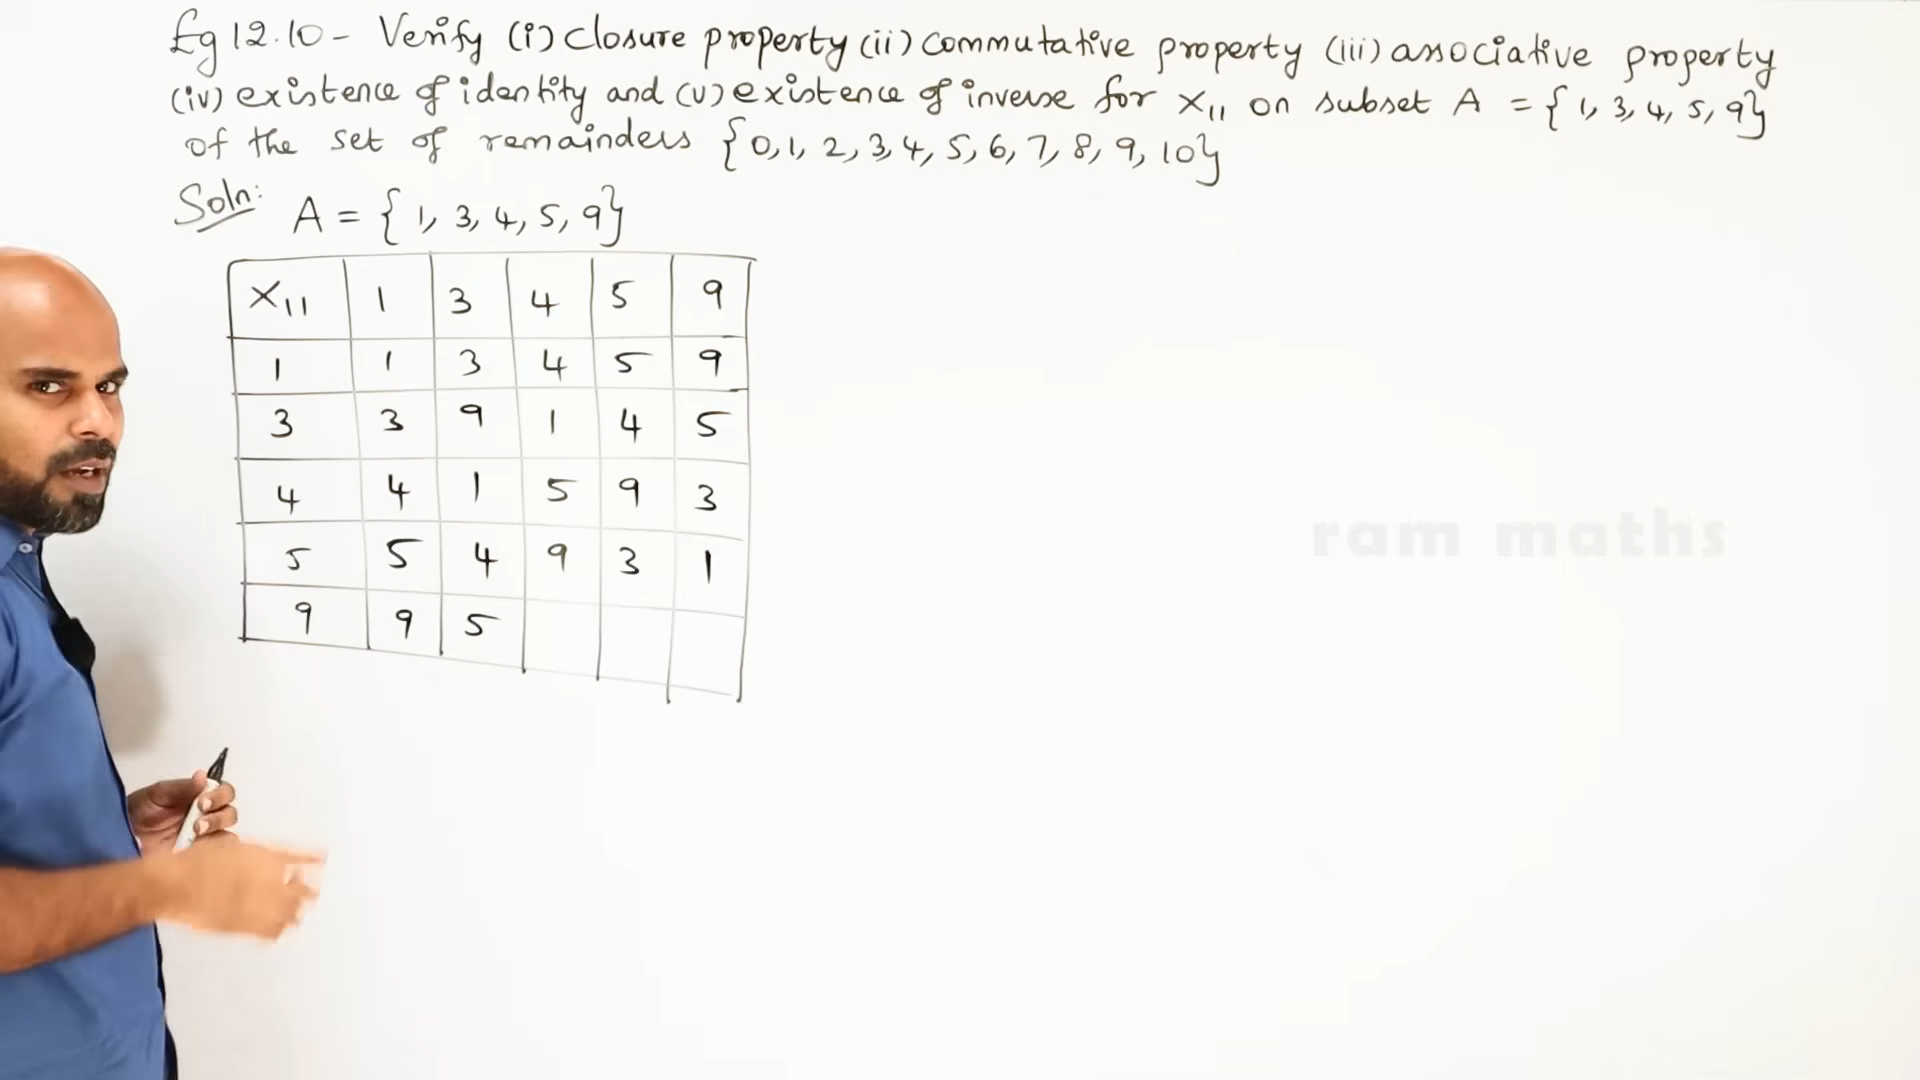 Eg 12.10 - Verify (i) closure property (ii) commutative property (iii) associative property
(iv) existence of identity and (v) existence of inverse for ×₁₁ on subset A = {1, 3, 4, 5, 9}
of the set of remainders {0, 1, 2, 3, 4, 5, 6, 7, 8, 9, 10}
Soln: A = {1, 3, 4, 5, 9}
×₁₁ 1 3 4 5 9
1 1 3 4 5 9
3 3 9 1 4 5
4 4 1 5 9 3
5 5 4 9 3 1
9 9 5
ram maths